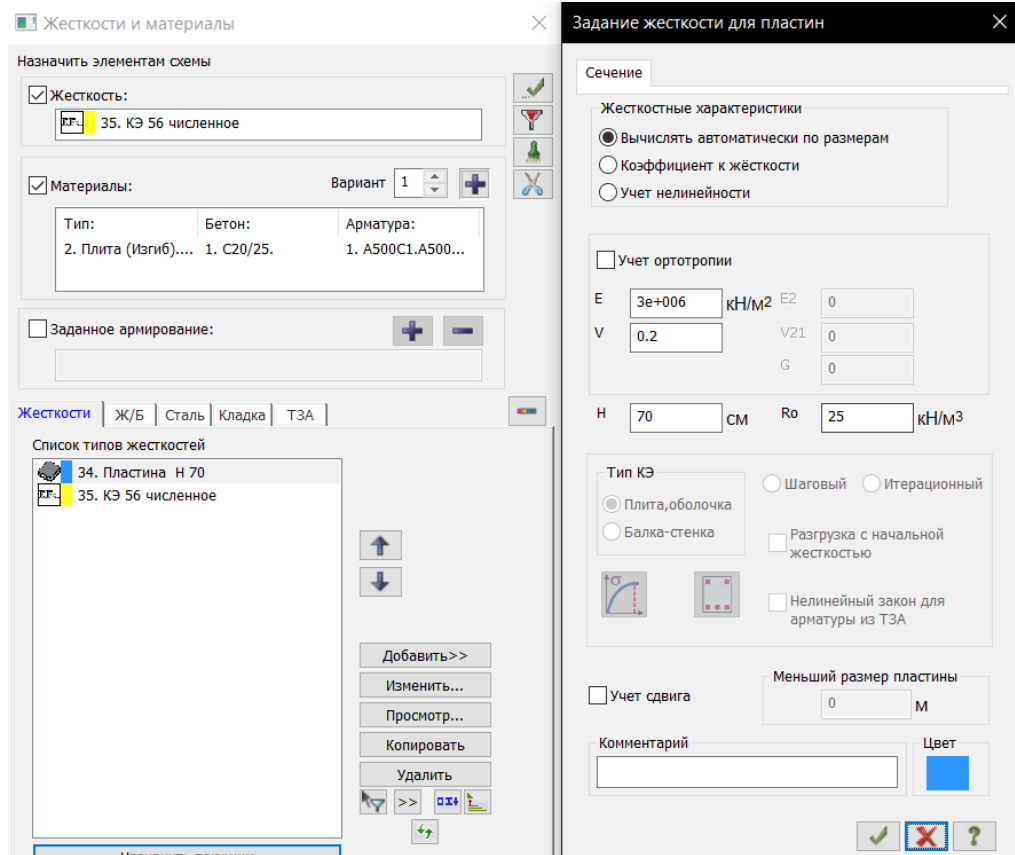 Жесткости и материалы
Назначить элементам схемы
Жесткость:
35. КЭ 56 численное
Материалы:
Вариант 1
Тип: Бетон: Арматура:
2. Плита (Изгиб).... 1. C20/25. 1. A500C1.A500...
Заданное армирование:
Жесткости Ж/Б Сталь Кладка ТЗА
Список типов жесткостей
34. Пластина H 70
35. КЭ 56 численное
Добавить>>
Изменить...
Просмотр...
Копировать
Удалить
>>
Задание жесткости для пластин
Сечение
Жесткостные характеристики
Вычислять автоматически по размерам
Коэффициент к жёсткости
Учет нелинейности
Учет ортотропии
E 3e+006 кН/м2 E2 0
V 0.2 V21 0
G 0
H 70 см Ro 25 кН/м3
Тип КЭ
Плита,оболочка
Балка-стенка
Шаговый Итерационный
Разгрузка с начальной
жесткостью
Нелинейный закон для
арматуры из ТЗА
σ
Учет сдвига
Меньший размер пластины
0 м
Комментарий
Цвет
?